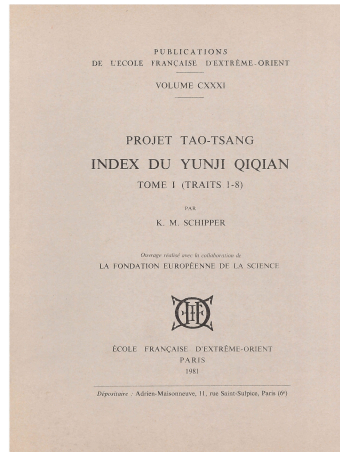 PUBLICATIONS
DE L'ÉCOLE FRANÇAISE D'EXTRÊME-ORIENT
VOLUME CXXXI
PROJET TAO-TSANG
INDEX DU YUNJI QIQIAN
TOME I (TRAITS 1-8)
PAR
K. M. SCHIPPER
Ouvrage réalisé avec la collaboration de
LA FONDATION EUROPÉENNE DE LA SCIENCE
ÉCOLE FRANÇAISE D'EXTRÊME-ORIENT
PARIS
1981
Dépositaire : Adrien-Maisonneuve, 11, rue Saint-Sulpice, Paris (6e)